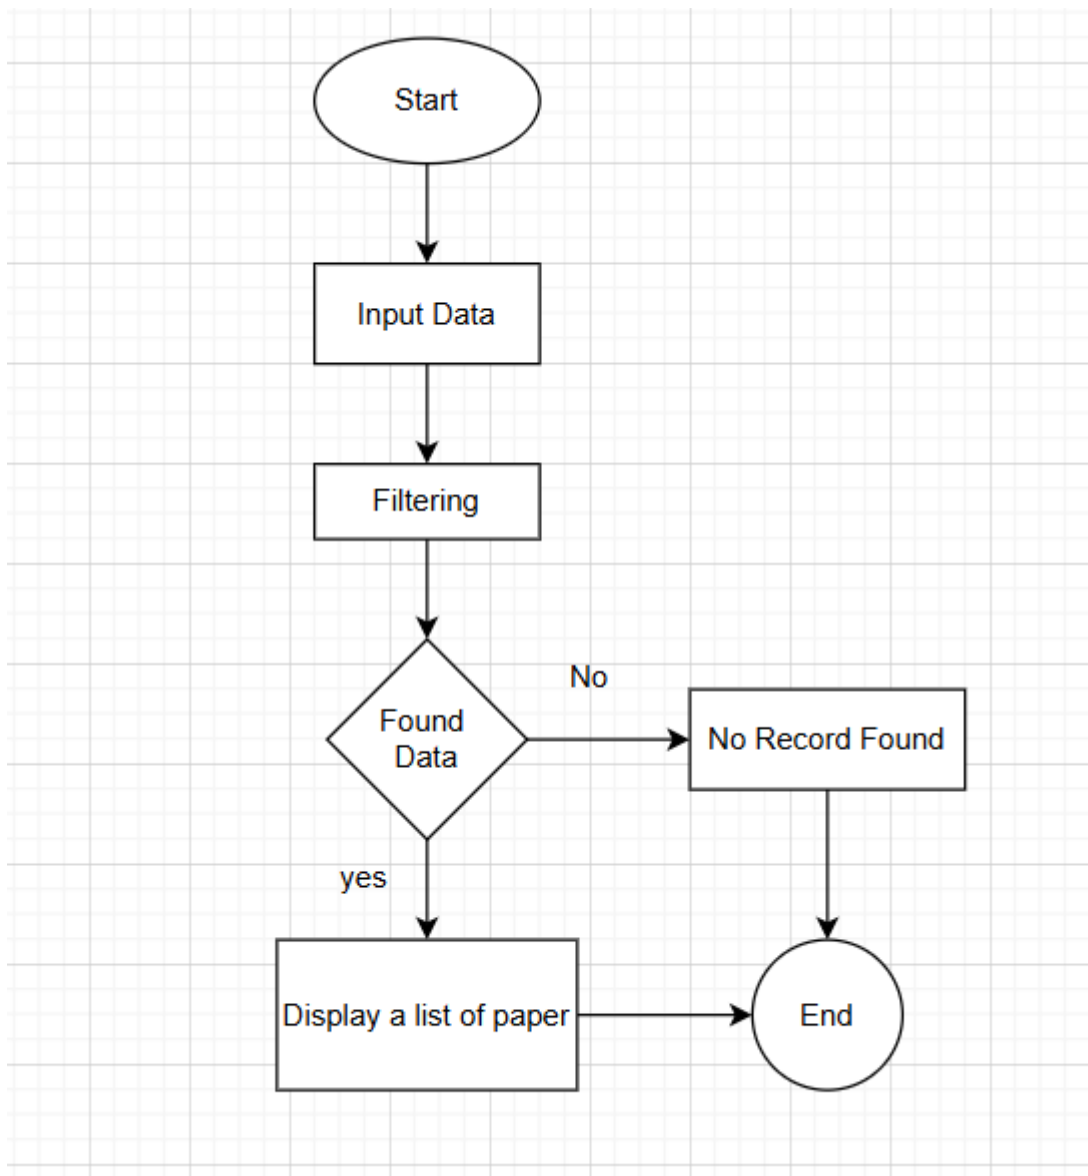 Start
Input Data
Filtering
Found
Data
No
No Record Found
yes
Display a list of paper
End